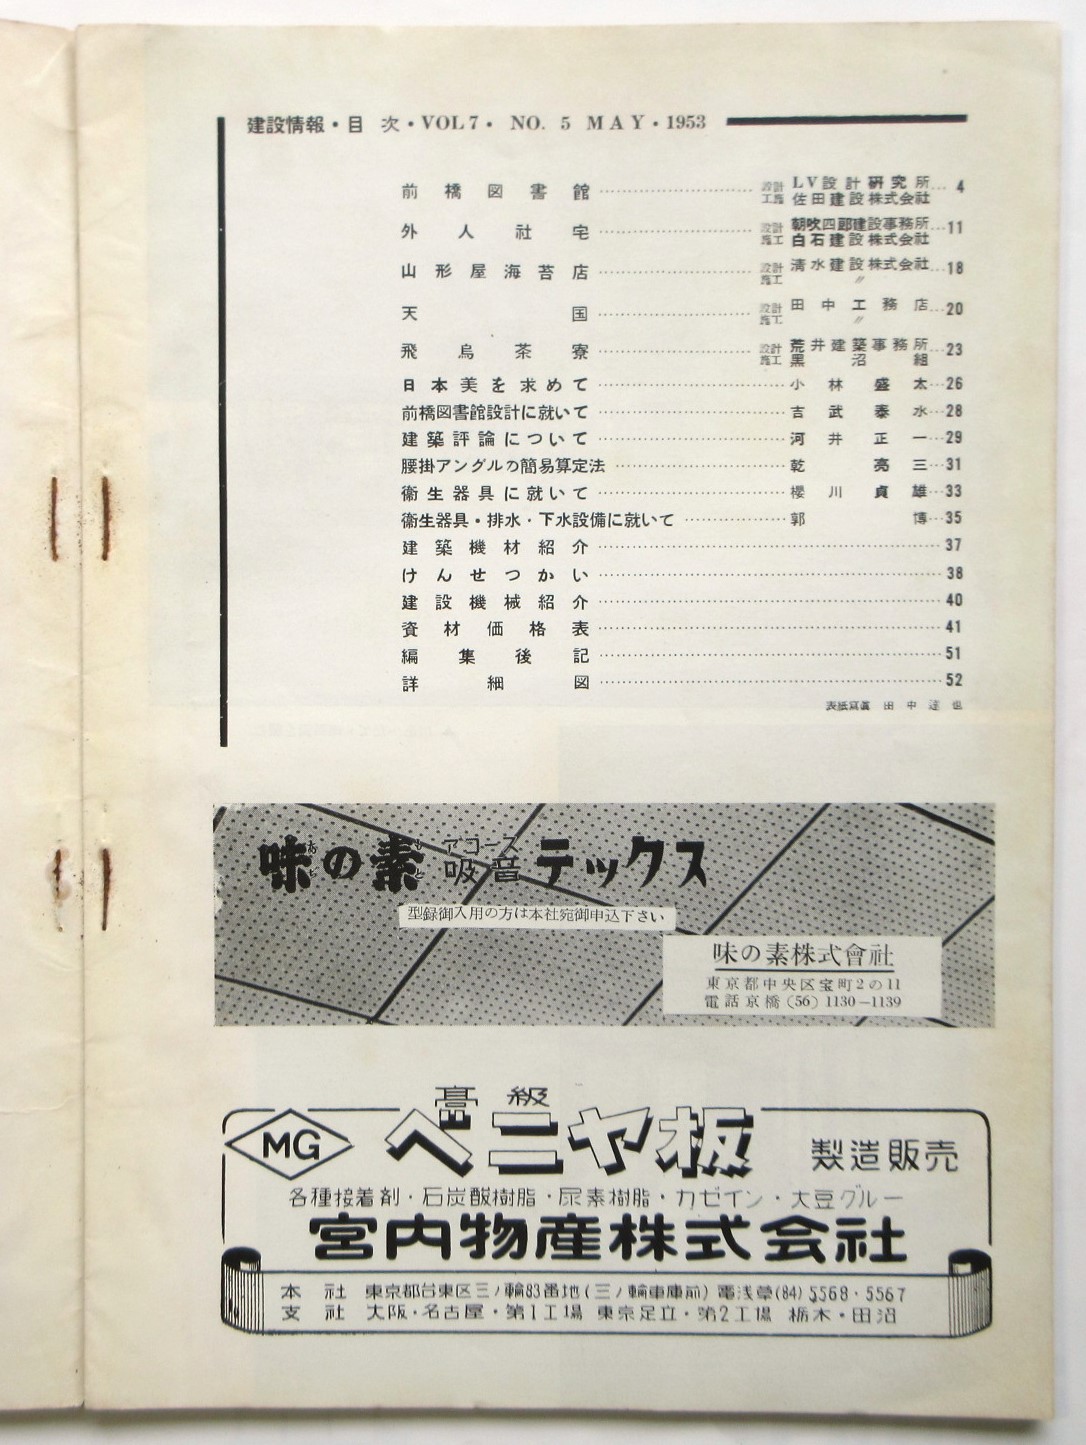 建設情報・目次・VOL7・NO. 5 MAY・1953
前橋図書館 設計 LV設計研究所 4
工施 佐田建設株式会社
外人社宅 設計 朝吹四郎建設事務所 11
施工 白石建設株式会社
山形屋海苔店 設計 清水建設株式会社 18
施工 〃
天国 設計 田中工務店 20
施工 〃
飛鳥茶寮 設計 荒井建築事務所 23
施工 黒沼組
日本美を求めて 小林盛太 26
前橋図書館設計に就いて 吉武泰水 28
建築評論について 河井正一 29
腰掛アングルの簡易算定法 乾亮三 31
衞生器具に就いて 櫻川貞雄 33
衞生器具・排水・下水設備に就いて 郭博 35
建築機材紹介 37
けんせつかい 38
建設機械紹介 40
資材価格表 41
編集後記 51
詳細図 52
表紙寫眞 田中達也
味の素 アコース 吸音テックス
あぢ もと
型録御入用の方は本社宛御申込下さい
味の素株式會社
東京都中央区宝町2の11
電話京橋(56)1130−1139
高級
MG ベニヤ板 製造販売
各種接着剤・石炭酸樹脂・尿素樹脂・カゼイン・大豆グルー
宮内物産株式会社
本社 東京都台東区三ノ輪83番地(三ノ輪車庫前) 電浅草(84)5568・5567
支社 大阪・名古屋・第1工場 東京足立・第2工場 栃木・田沼